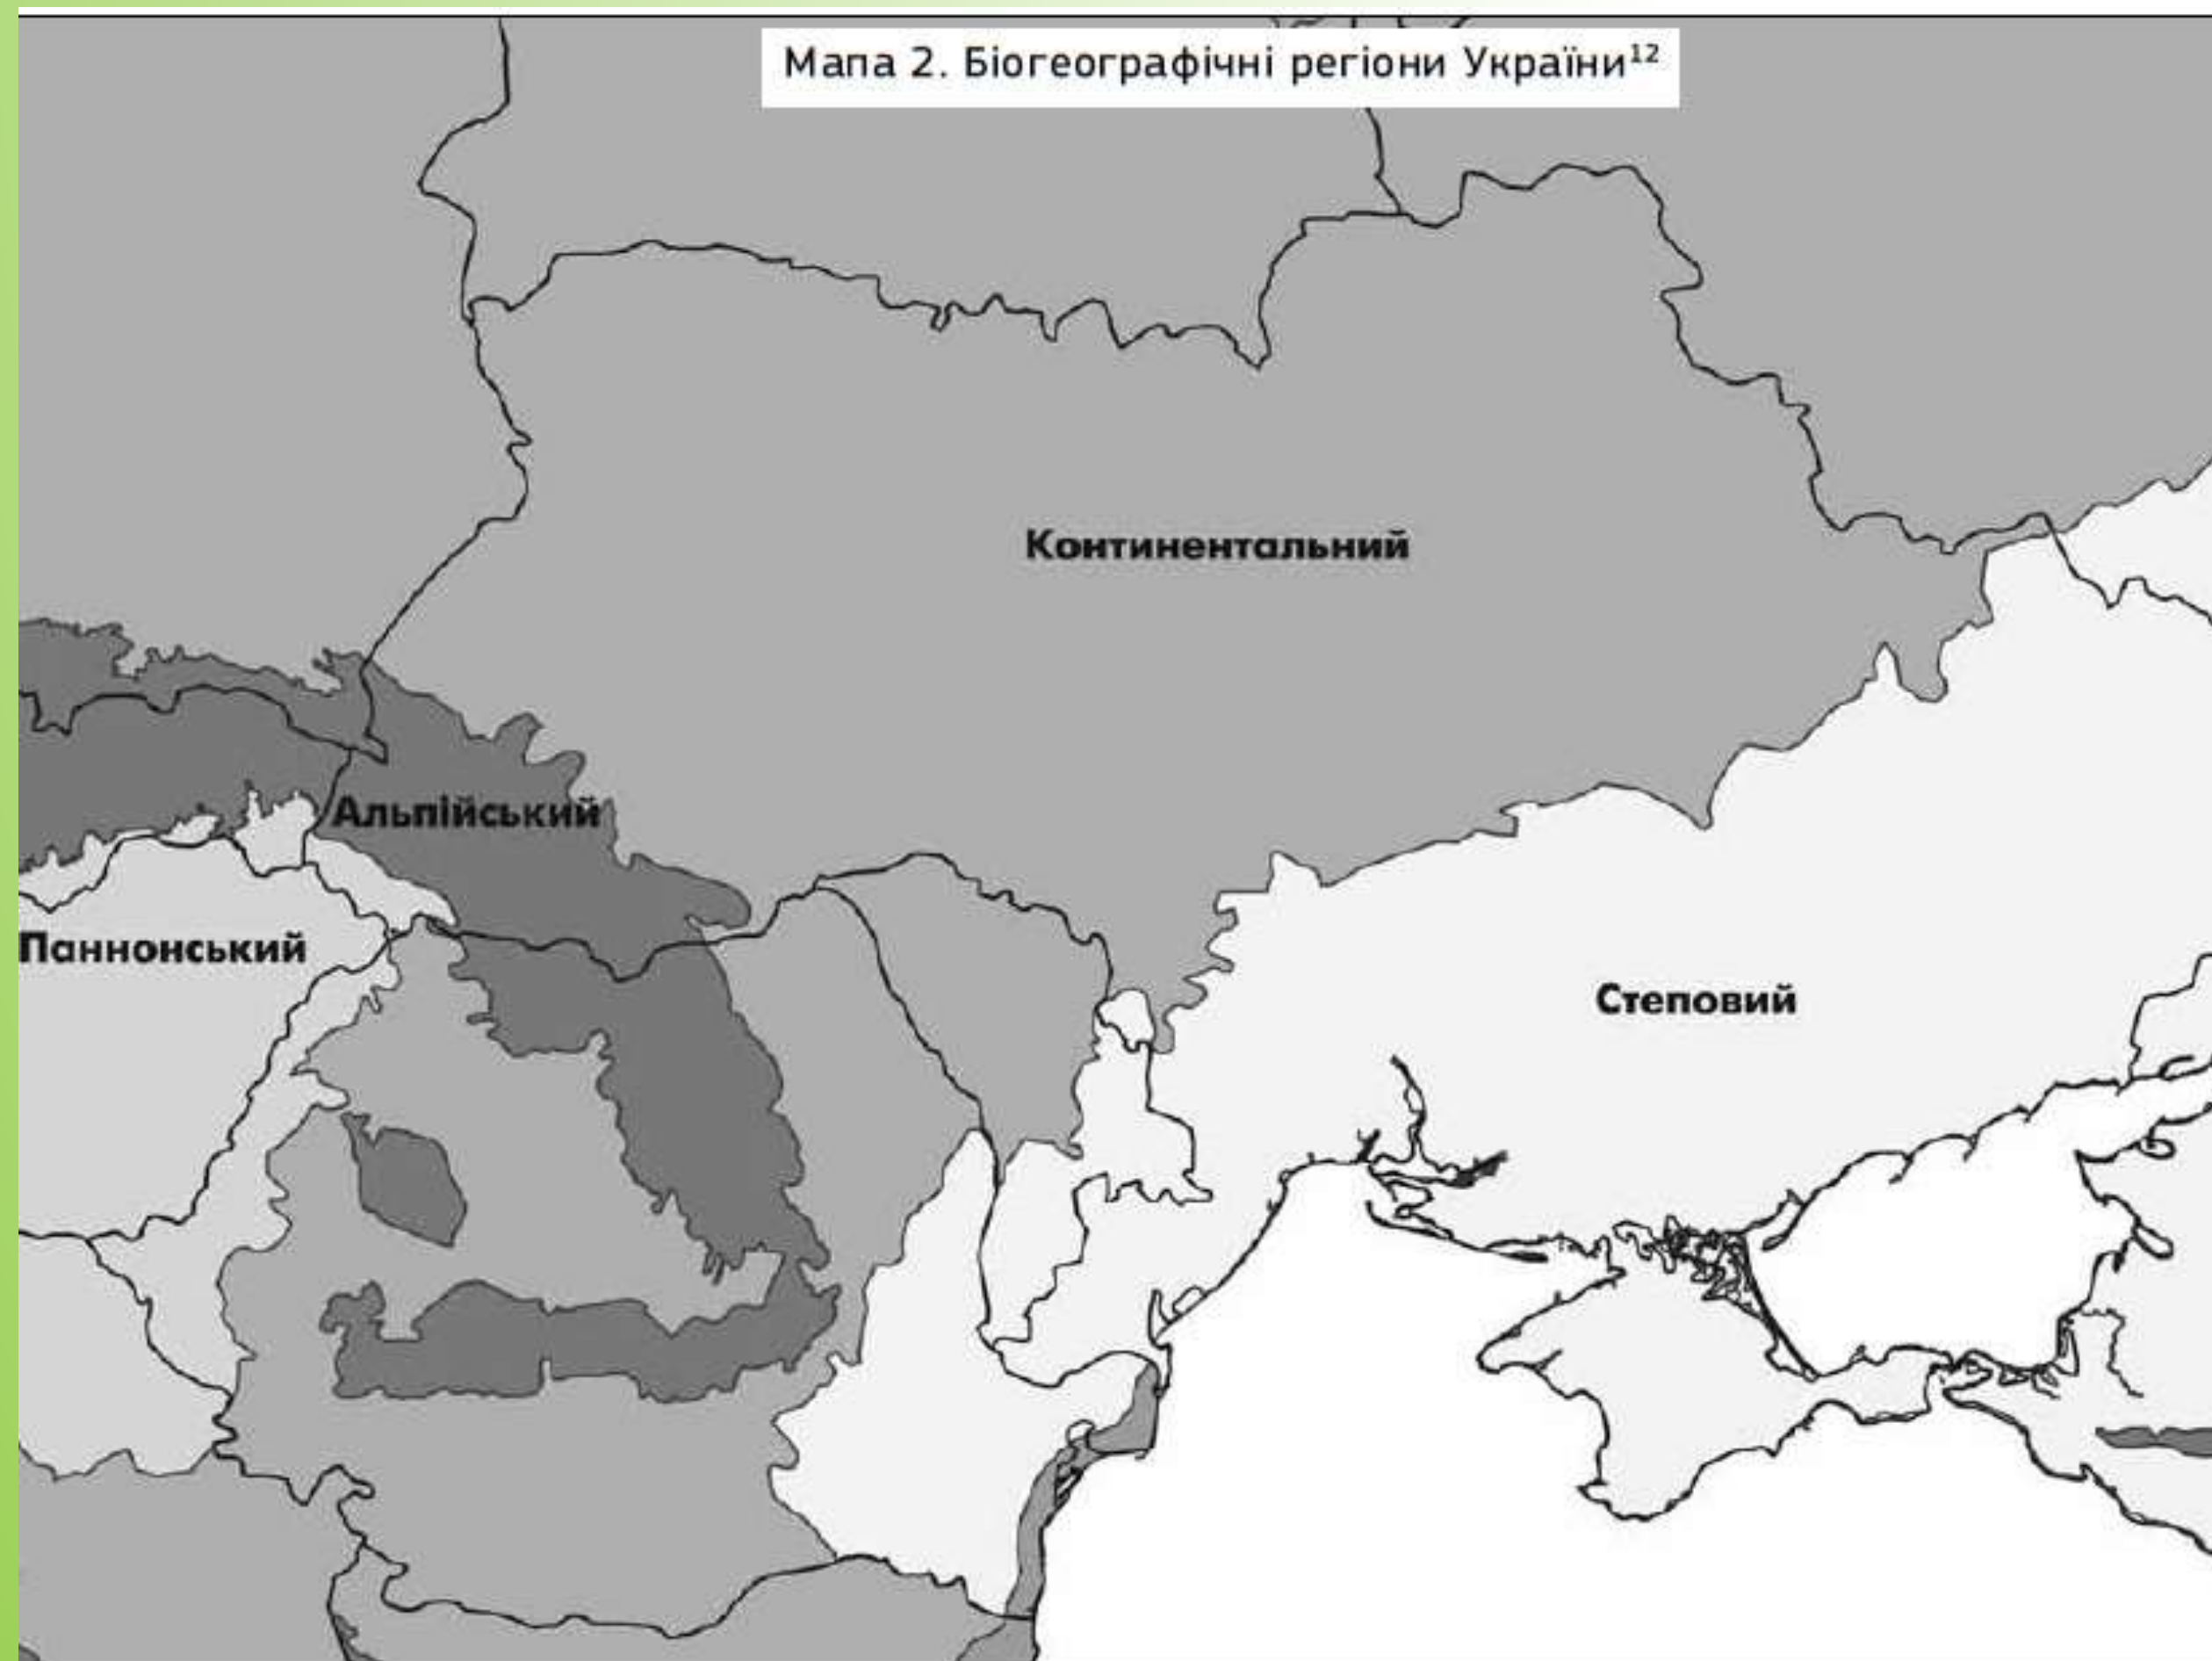 Мапа 2. Біогеографічні регіони України¹²
Континентальний
Альпійський
Паннонський
Степовий